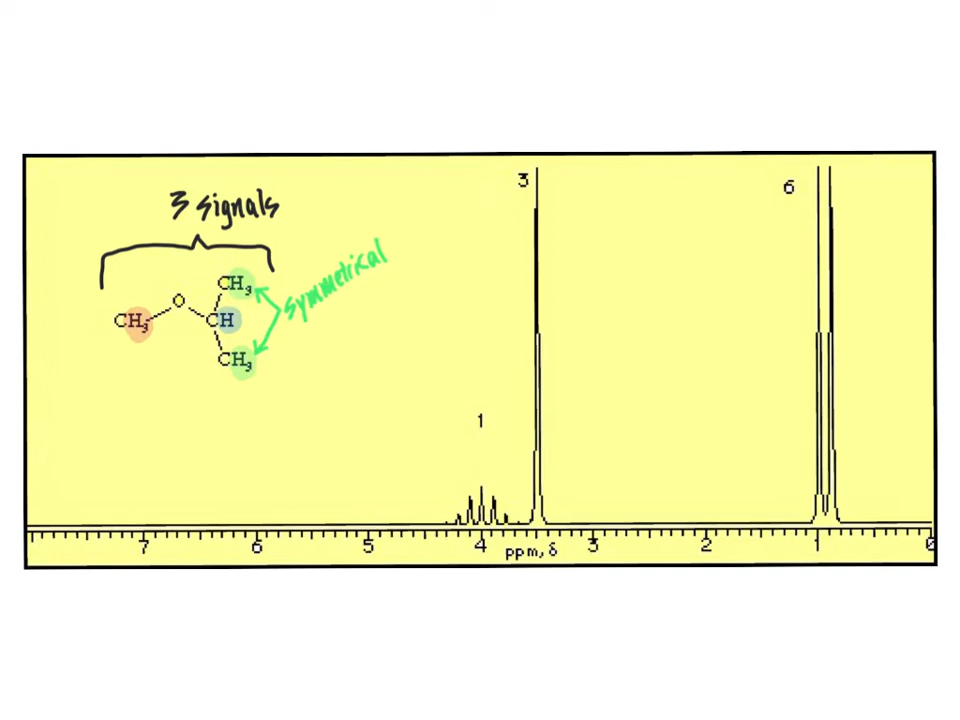 3 signals
3
6
symmetrical
CH3
O
CH3
CH
CH3
1
7 6 5 4 3 2 1 0
ppm, δ